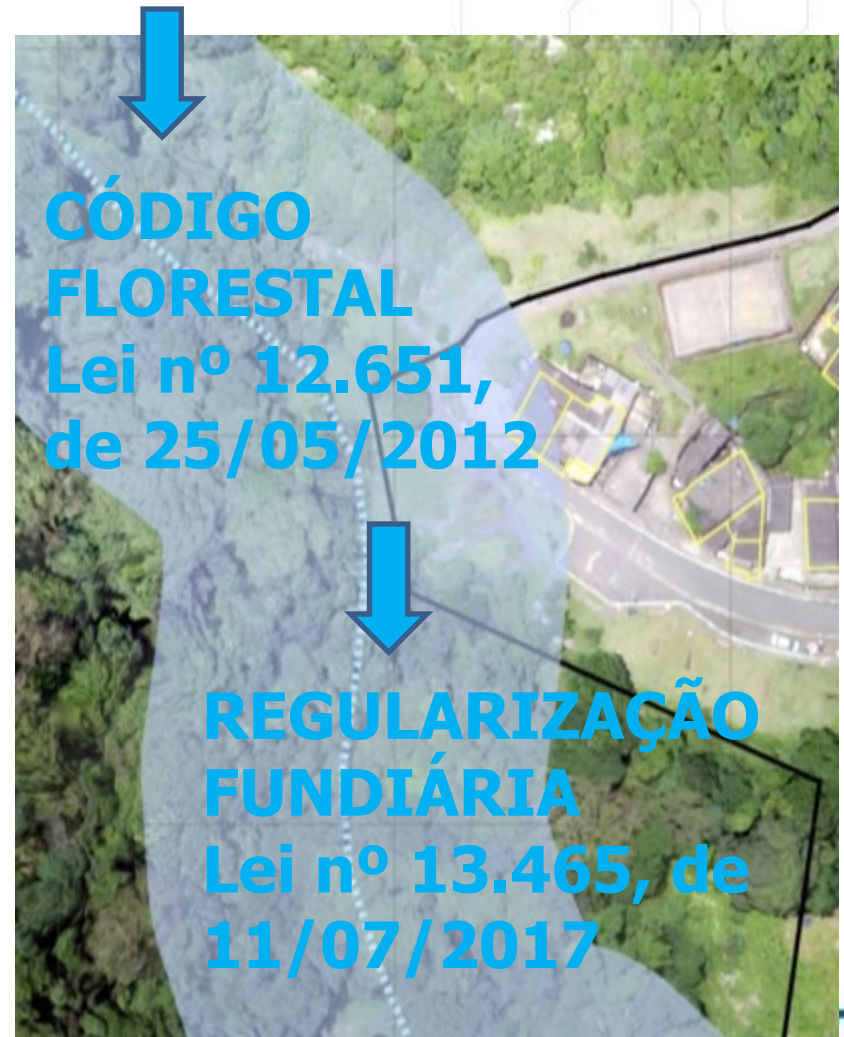 CÓDIGO
FLORESTAL
Lei nº 12.651,
de 25/05/2012
REGULARIZAÇÃO
FUNDIÁRIA
Lei nº 13.465, de
11/07/2017